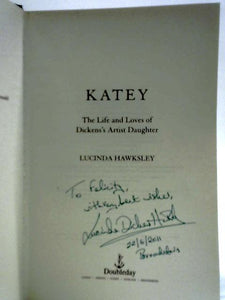 KATEY
The Life and Loves of
Dickens's Artist Daughter
LUCINDA HAWKSLEY
To Felicity,
with very best wishes,
Lucinda Dickens Hawksley
22/6/2011
Broadstairs
Doubleday